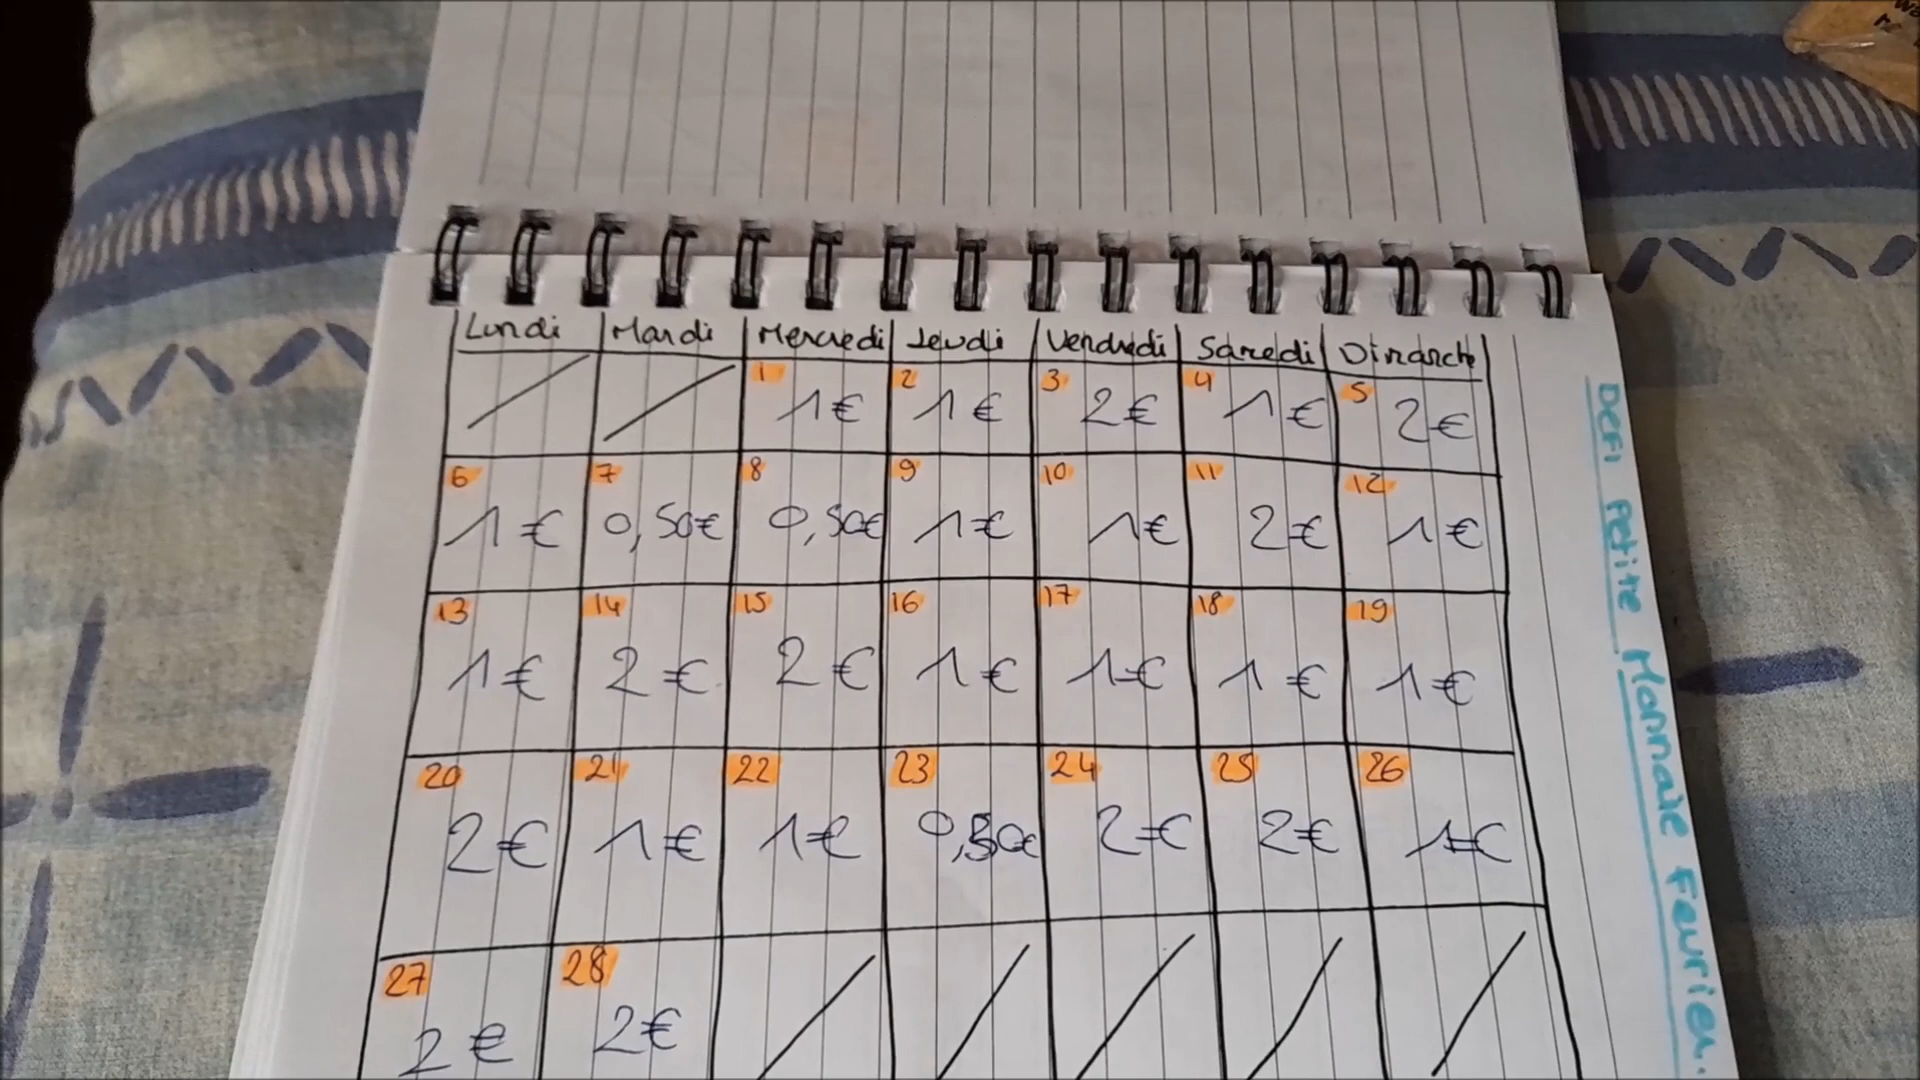 Lundi Mardi Mercredi Jeudi Vendredi Samedi Dimanche
1 2 3 4 5
1€ 1€ 2€ 1€ 2€
6 7 8 9 10 11 12
1€ 0,50€ 0,50€ 1€ 1€ 2€ 1€
13 14 15 16 17 18 19
1€ 2€ 2€ 1€ 1€ 1€ 1€
20 21 22 23 24 25 26
2€ 1€ 1€ 0,50€ 2€ 2€ 1€
27 28
2€ 2€
DEFI Petite Monnaie Fevrier.